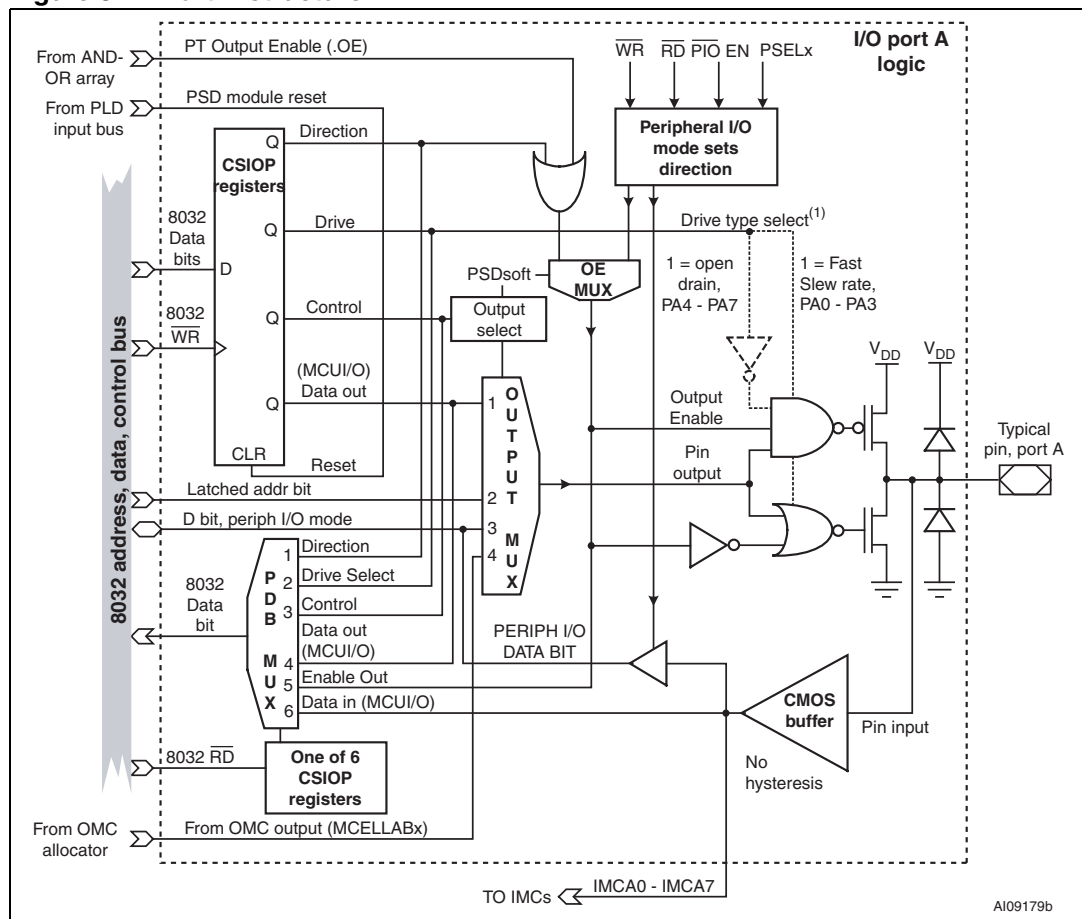 PT Output Enable (.OE)
From AND-
OR array
PSD module reset
From PLD
input bus
WR RD PIO EN PSELx
I/O port A
logic
Peripheral I/O
mode sets
direction
CSIOP
registers
Q Direction
Q Drive
Drive type select(1)
8032
Data
bits
D
PSDsoft
OE
MUX
1 = open
drain,
PA4 - PA7
1 = Fast
Slew rate,
PA0 - PA3
Q Control
Output
select
8032
WR
(MCUI/O)
Q Data out
1
OUTPUT MUX
VDD VDD
Output
Enable
Typical
pin, port A
CLR
Reset
Pin
output
Latched addr bit
2
D bit, periph I/O mode
3
4
8032 address, data, control bus
PDB MUX
1 Direction
2 Drive Select
3 Control
8032
Data
bit
Data out
(MCUI/O)
4
5 Enable Out
6 Data in (MCUI/O)
PERIPH I/O
DATA BIT
CMOS
buffer
Pin input
No
hysteresis
8032 RD
One of 6
CSIOP
registers
From OMC
allocator
From OMC output (MCELLABx)
TO IMCs
IMCA0 - IMCA7
AI09179b